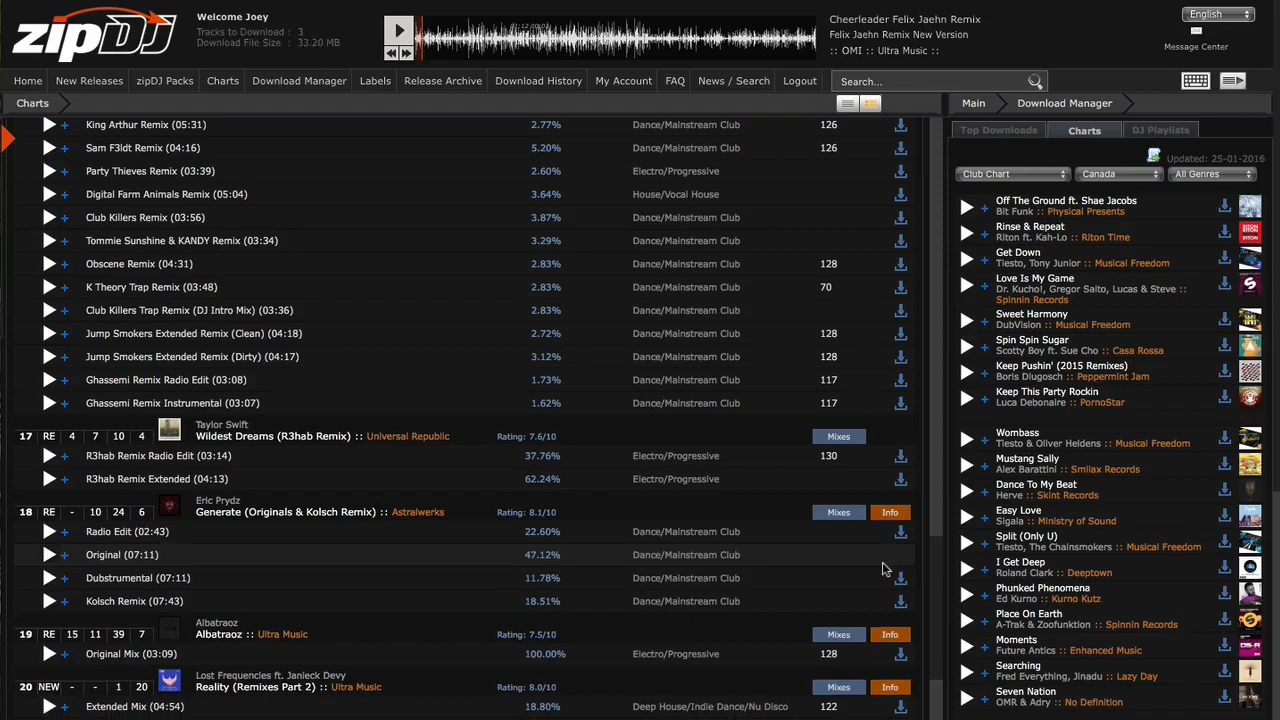 zipDJ
Welcome Joey
Tracks to Download : 3
Download File Size : 33.20 MB
Cherleader Felix Jaehn Remix
Felix Jaehn Remix New Version
:: OMI :: Ultra Music ::
English
Message Center
Home
New Releases
zipDJ Packs
Charts
Download Manager
Labels
Release Archive
Download History
My Account
FAQ
News / Search
Logout
Search...
Charts
King Arthur Remix (05:31) 2.77% Dance/Mainstream Club 126
Sam F3ldt Remix (04:16) 5.20% Dance/Mainstream Club 126
Party Thieves Remix (03:39) 2.60% Electro/Progressive
Digital Farm Animals Remix (05:04) 3.64% House/Vocal House
Club Killers Remix (03:56) 3.87% Dance/Mainstream Club
Tommie Sunshine & KANDY Remix (03:34) 3.29% Dance/Mainstream Club
Obscene Remix (04:31) 2.83% Dance/Mainstream Club 128
K Theory Trap Remix (03:48) 2.83% Dance/Mainstream Club 70
Club Killers Trap Remix (DJ Intro Mix) (03:36) 2.83% Dance/Mainstream Club
Jump Smokers Extended Remix (Clean) (04:18) 2.77% Dance/Mainstream Club 128
Jump Smokers Extended Remix (Dirty) (04:17) 3.12% Dance/Mainstream Club 128
Ghassemi Remix Radio Edit (03:08) 1.73% Dance/Mainstream Club 117
Ghassemi Remix Instrumental (03:07) 1.62% Dance/Mainstream Club 117
Taylor Swift
17 RE 4 7 10 4 Wildest Dreams (R3hab Remix) :: Universal Republic Rating: 7.6/10 Mixes
R3hab Remix Radio Edit (03:14) 37.76% Electro/Progressive 130
R3hab Remix Extended (04:13) 62.24% Electro/Progressive
Eric Prydz
18 RE - 10 24 6 Generate (Originals & Kolsch Remix) :: Astralwerks Rating: 8.1/10 Mixes Info
Radio Edit (02:43) 22.60% Dance/Mainstream Club
Original (07:11) 47.12% Dance/Mainstream Club
Dubstrumental (07:11) 11.78% Dance/Mainstream Club
Kolsch Remix (07:43) 18.51% Dance/Mainstream Club
Albatraoz
19 RE 15 11 39 7 Albatraoz :: Ultra Music Rating: 7.5/10 Mixes Info
Original Mix (03:09) 100.00% Electro/Progressive 128
Lost Frequencies ft. Janieck Devy
20 NEW - - 1 20 Reality (Remixes Part 2) :: Ultra Music Rating: 8.0/10 Mixes Info
Extended Mix (04:54) 18.80% Deep House/Indie Dance/Nu Disco 122
Main
Download Manager
Top Downloads
Charts
DJ Playlists
Updated: 25-01-2016
Club Chart
Canada
All Genres
Off The Ground ft. Shae Jacobs
Bit Funk :: Physical Presents
Rinse & Repeat
Riton ft. Kah-Lo :: Riton Time
Get Down
Tiesto, Tony Junior :: Musical Freedom
Love Is My Game
Dr. Kucho!, Gregor Salto, Lucas & Steve ::
Spinnin Records
Sweet Harmony
DubVision :: Musical Freedom
Spin Spin Sugar
Scotty Boy ft. Sue Cho :: Casa Rossa
Keep Pushin' (2015 Remixes)
Boris Dlugosch :: Peppermint Jam
Keep This Party Rockin
Luca Debonaire :: PornoStar
Wombass
Tiesto & Oliver Heldens :: Musical Freedom
Mustang Sally
Alex Barattini :: Smilax Records
Dance To My Beat
Herve :: Skint Records
Easy Love
Sigala :: Ministry of Sound
Split (Only U)
Tiesto, The Chainsmokers :: Musical Freedom
I Get Deep
Roland Clark :: Deeptown
Phunked Phenomena
Ed Kurno :: Kurno Kutz
Place On Earth
A-Trak & Zoofunktion :: Spinnin Records
Moments
Future Antics :: Enhanced Music
Searching
Fred Everything, Jinadu :: Lazy Day
Seven Nation
OMR & Adry :: No Definition